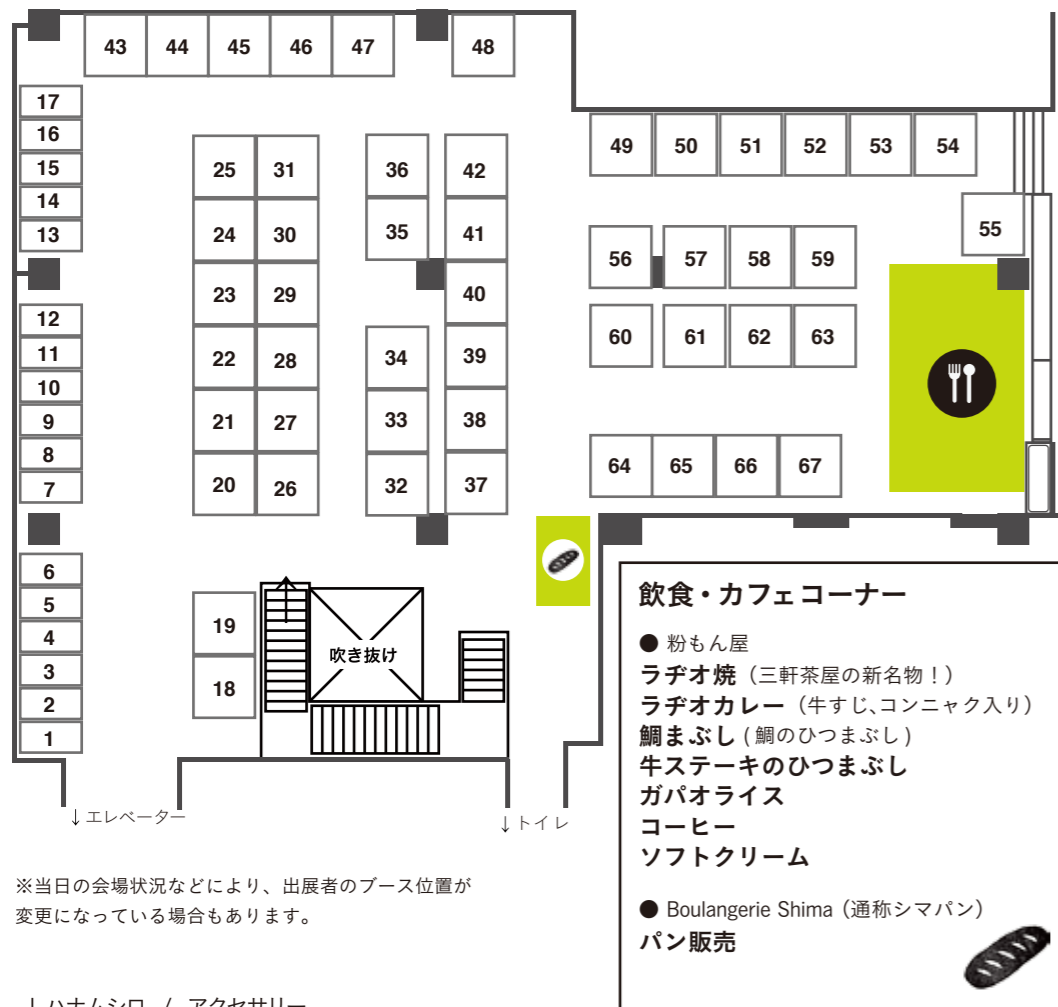 43 44 45 46 47 48
17
16
15
14
13
12
11
10
9
8
7
6
5
4
3
2
1
25 31
24 30
23 29
22 28
21 27
20 26
19
18
36 42
35 41
40
34 39
33 38
32 37
49 50 51 52 53 54
55
56 57 58 59
60 61 62 63
64 65 66 67
吹き抜け
↓エレベーター
↓トイレ
※当日の会場状況などにより、出展者のブース位置が
変更になっている場合もあります。
飲食・カフェコーナー
● 粉もん屋
ラヂオ焼（三軒茶屋の新名物！）
ラヂオカレー（牛すじ、コンニャク入り）
鯛まぶし ( 鯛のひつまぶし )
牛ステーキのひつまぶし
ガパオライス
コーヒー
ソフトクリーム
● Boulangerie Shima（通称シマパン）
パン販売